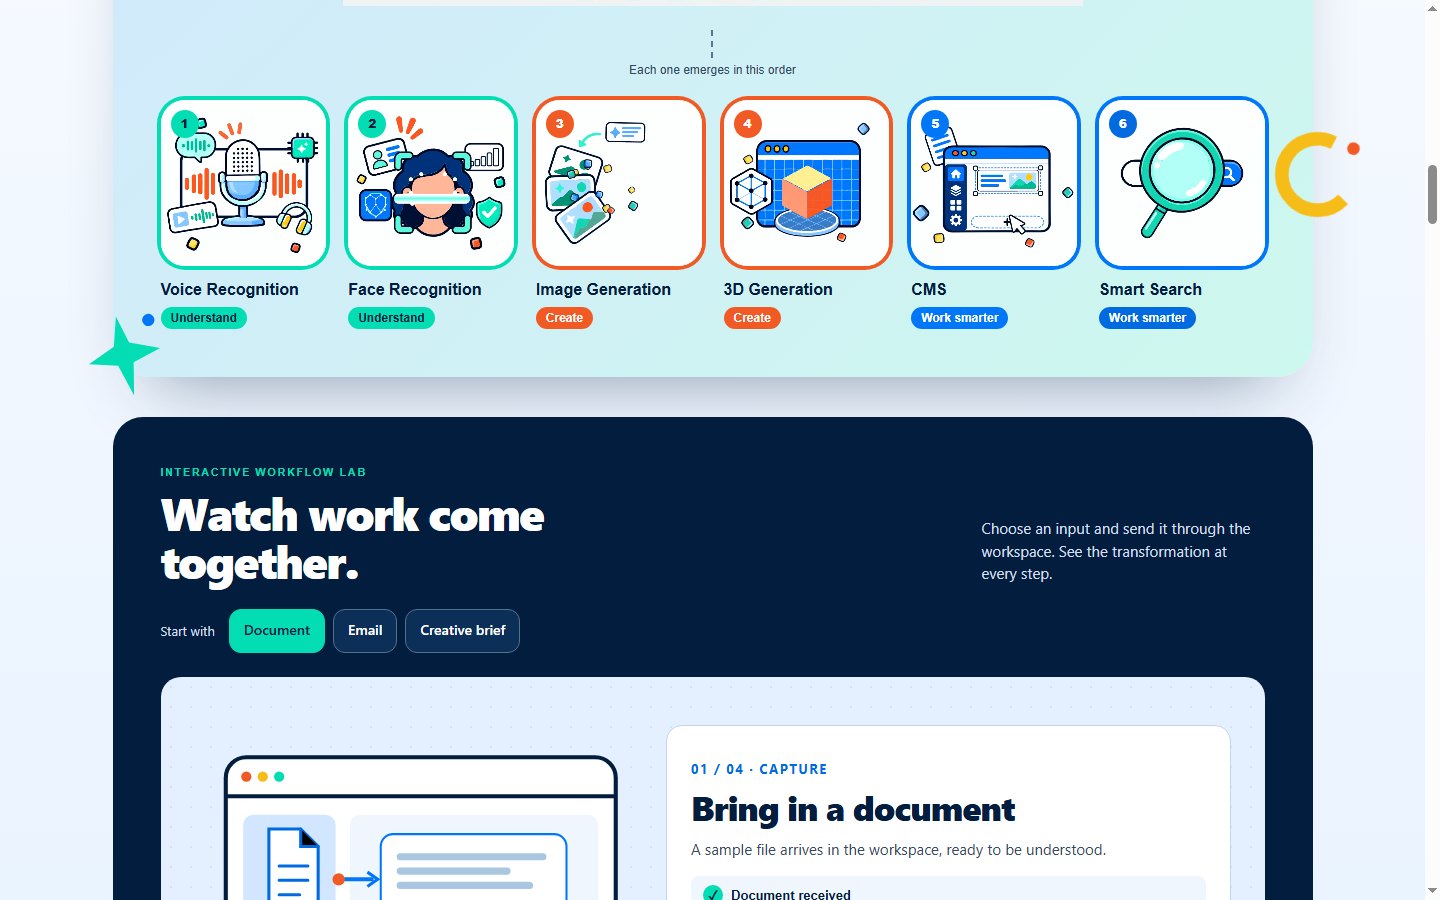 Each one emerges in this order
1
2
3
4
5
6
Voice Recognition
Face Recognition
Image Generation
3D Generation
CMS
Smart Search
Understand
Understand
Create
Create
Work smarter
Work smarter
INTERACTIVE WORKFLOW LAB
Watch work come
together.
Choose an input and send it through the
workspace. See the transformation at
every step.
Start with
Document
Email
Creative brief
01 / 04 · CAPTURE
Bring in a document
A sample file arrives in the workspace, ready to be understood.
Document received